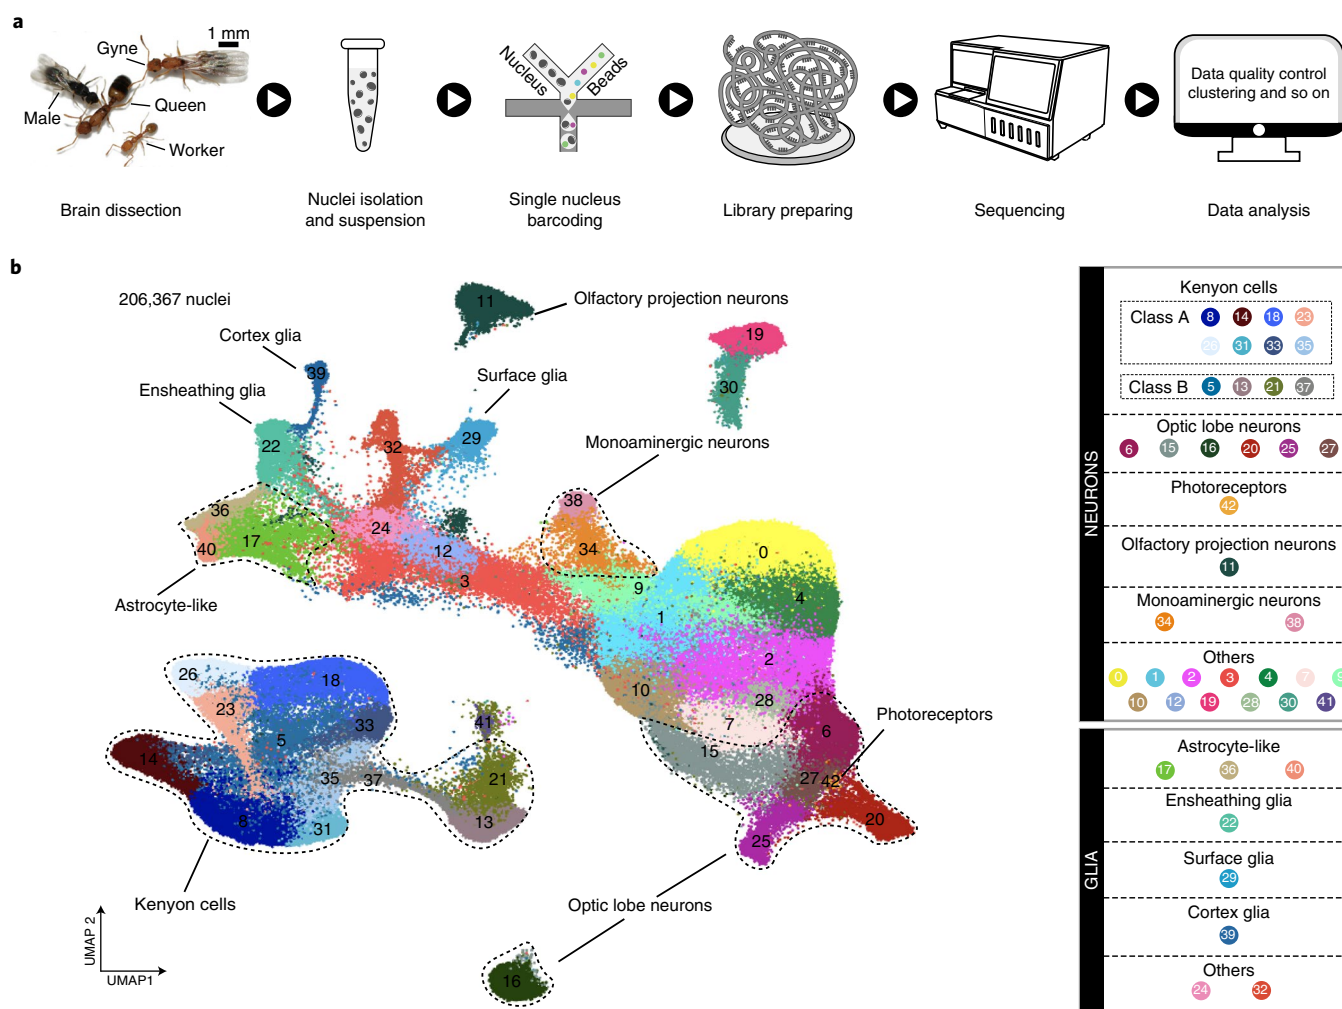 a
1 mm
Gyne
Male
Queen
Worker
Nucleus
Beads
Data quality control
clustering and so on
Brain dissection
Nuclei isolation
and suspension
Single nucleus
barcoding
Library preparing
Sequencing
Data analysis
b
206,367 nuclei
11
Olfactory projection neurons
Cortex glia
39
19
30
Ensheathing glia
Surface glia
22
32
29
Monoaminergic neurons
36
17
40
24
12
3
38
34
Astrocyte-like
0
9
4
1
2
10
28
7
15
6
Photoreceptors
27
42
20
25
26
18
23
33
5
14
35
37
8
31
41
21
13
Kenyon cells
Optic lobe neurons
16
UMAP 2
UMAP1
NEURONS
Kenyon cells
Class A
8 14 18 23
26 31 33 35
Class B
5 13 21 37
Optic lobe neurons
6 15 16 20 25 27
Photoreceptors
42
Olfactory projection neurons
11
Monoaminergic neurons
34 38
Others
0 1 2 3 4 7 9
10 12 19 28 30 41
GLIA
Astrocyte-like
17 36 40
Ensheathing glia
22
Surface glia
29
Cortex glia
39
Others
24 32